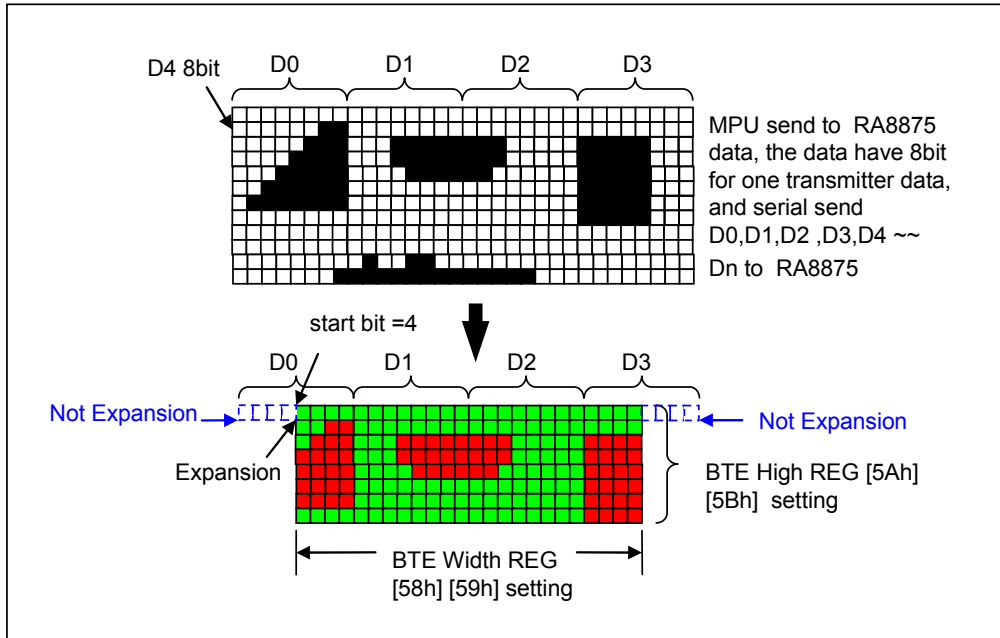 D4 8bit
D0 D1 D2 D3
MPU send to RA8875
data, the data have 8bit
for one transmitter data,
and serial send
D0,D1,D2 ,D3,D4 ~~
Dn to RA8875
start bit =4
D0 D1 D2 D3
Not Expansion
Not Expansion
Expansion
BTE High REG [5Ah]
[5Bh] setting
BTE Width REG
[58h] [59h] setting